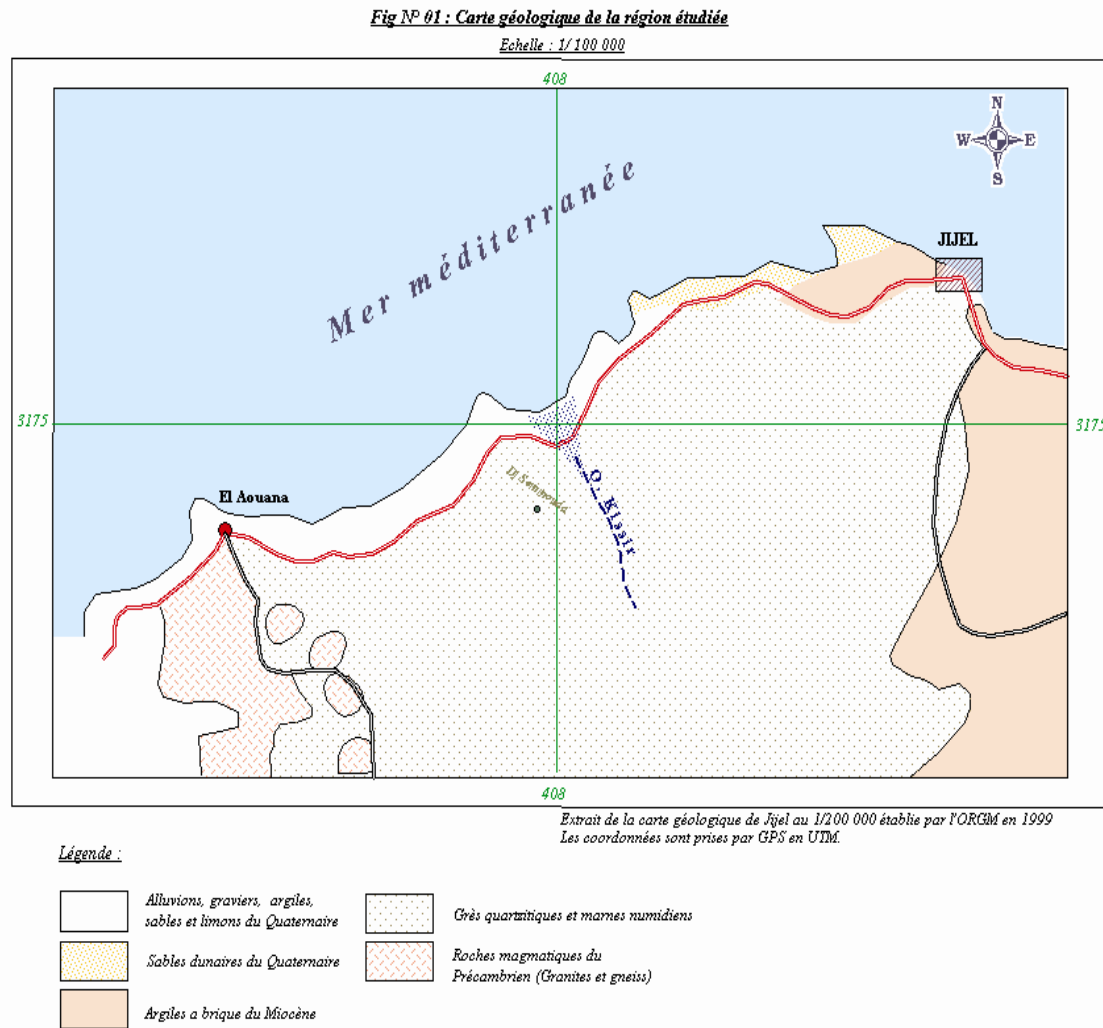 Fig Nº 01 : Carte géologique de la région étudiée
Echelle : 1/ 100 000
408
N
W E
S
Mer méditerranée
JIJEL
3175
3175
El Aouana
Dj Semmouda
O, Kissir
408
Extrait de la carte géologique de Jijel au 1/200 000 établie par l'ORGM en 1999
Les coordonnées sont prises par GPS en UTM.
Légende :
Alluvions, graviers, argiles,
sables et limons du Quaternaire
Grès quartzitiques et marnes numidiens
Sables dunaires du Quaternaire
Roches magmatiques du
Précambrien (Granites et gneiss)
Argiles a brique du Miocène